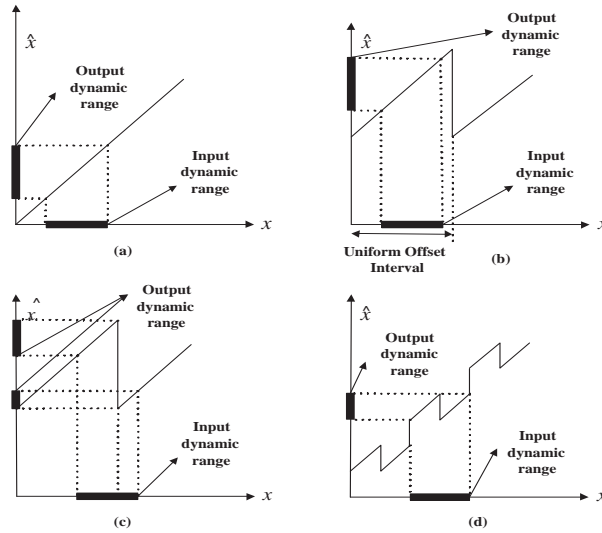 x̂
Output
dynamic
range
Input
dynamic
range
x
(a)
x̂
Output
dynamic
range
Input
dynamic
range
x
Uniform Offset
Interval
(b)
x̂
Output
dynamic
range
Input
dynamic
range
x
(c)
x̂
Output
dynamic
range
Input
dynamic
range
x
(d)